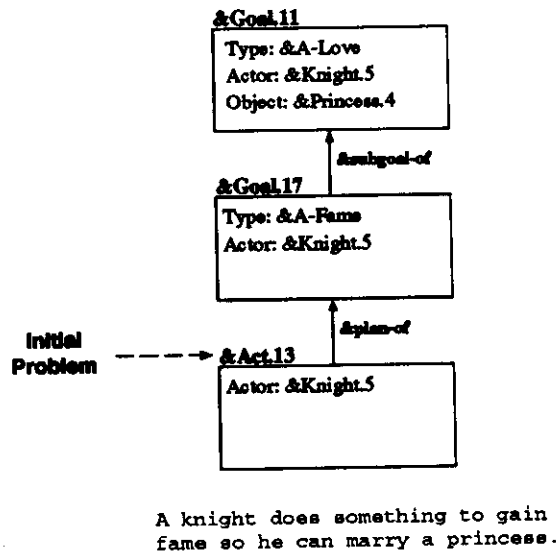 &Goal.11
Type: &A-Love
Actor: &Knight.5
Object: &Princess.4
&subgoal-of
&Goal.17
Type: &A-Fame
Actor: &Knight.5
&plan-of
Initial
Problem
&Act.13
Actor: &Knight.5
A knight does something to gain
fame so he can marry a princess.